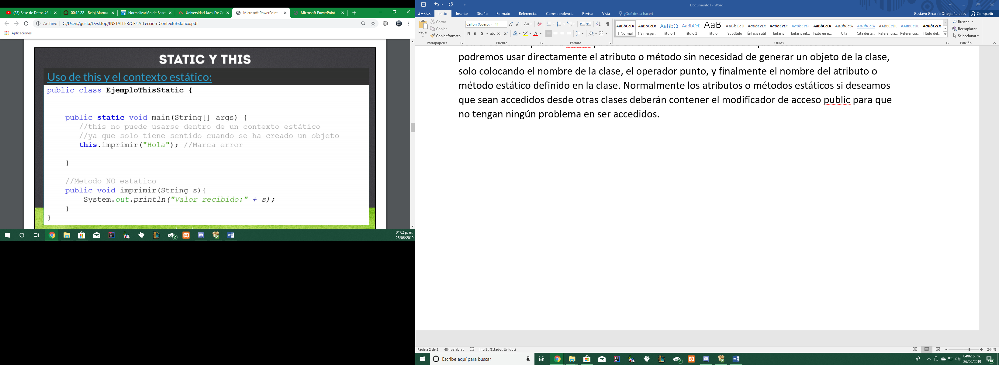 (23) Base de Datos #6|
00:12:22 - Reloj Alarma
Normalización de Bases
Universidad Java: De Ce
Microsoft PowerPoint -
Microsoft PowerPoint -
Archivo
C:/Users/gusta/Desktop/INSTALLER/CFJ-A-Leccion-ContextoEstatico.pdf
Aplicaciones
STATIC Y THIS
Uso de this y el contexto estático:
public class EjemploThisStatic {
public static void main(String[] args) {
//this no puede usarse dentro de un contexto estático
//ya que solo tiene sentido cuando se ha creado un objeto
this.imprimir("Hola"); //Marca error
}
//Metodo NO estatico
public void imprimir(String s){
System.out.println("Valor recibido:" + s);
}
}
04:02 p. m.
26/06/2019
Documento1 - Word
Archivo Inicio Insertar Diseño Formato Referencias Correspondencia Revisar Vista ¿Qué desea hacer?
Gustavo Gerardo Ortega Paredes Compartir
Pegar
Cortar
Copiar
Copiar formato
Portapapeles
Calibri (Cuerp 11
N K S abc x₂ x²
Fuente
Párrafo
AaBbCcDc AaBbCcDc AaBbCc AaBbCcE AaB AaBbCcC AaBbCcDc AaBbCcDc AaBbCcDc AaBbCcDc AaBbCcDc AaBbCcDc AaBbCcDE AaBbCcDE AaBbCcDc
¶ Normal ¶ Sin espa... Título 1 Título 2 Título Subtítulo Énfasis sutil Énfasis Énfasis int... Texto en n... Cita Cita desta... Referencia... Referencia... Título del...
Estilos
Buscar
Reemplazar
Seleccionar
Edición
podremos usar directamente el atributo o método sin necesidad de generar un objeto de la clase,
solo colocando el nombre de la clase, el operador punto, y finalmente el nombre del atributo o
método estático definido en la clase. Normalmente los atributos o métodos estáticos si deseamos
que sean accedidos desde otras clases deberán contener el modificador de acceso public para que
no tengan ningún problema en ser accedidos.
Página 2 de 2 484 palabras Inglés (Estados Unidos)
244 %
Escribe aquí para buscar
04:02 p. m.
26/06/2019